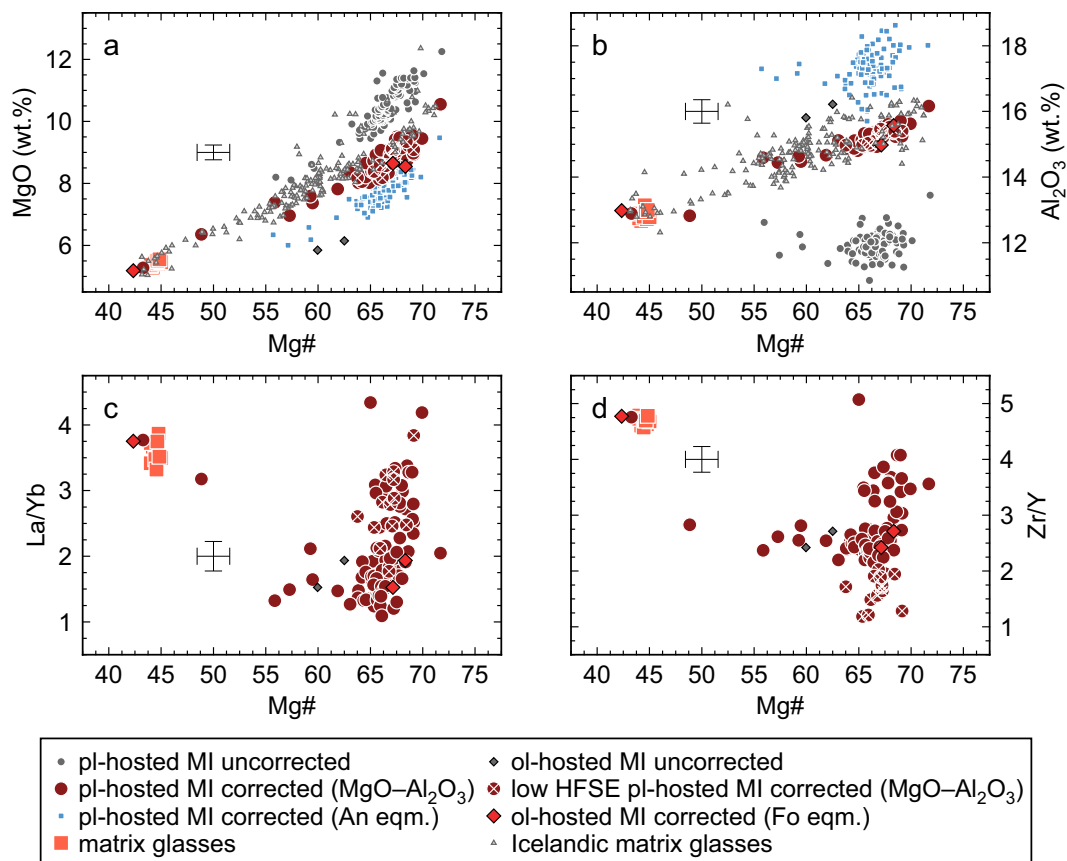 a
MgO (wt.%)
12
10
8
6
40 45 50 55 60 65 70
Mg#
b
Al2O3 (wt.%)
18
16
14
12
40 45 50 55 60 65 70
Mg#
c
La/Yb
4
3
2
1
40 45 50 55 60 65 70
Mg#
d
Zr/Y
5
4
3
2
1
40 45 50 55 60 65 70
Mg#
pl-hosted MI uncorrected
pl-hosted MI corrected (MgO–Al2O3)
pl-hosted MI corrected (An eqm.)
matrix glasses
ol-hosted MI uncorrected
low HFSE pl-hosted MI corrected (MgO–Al2O3)
ol-hosted MI corrected (Fo eqm.)
Icelandic matrix glasses